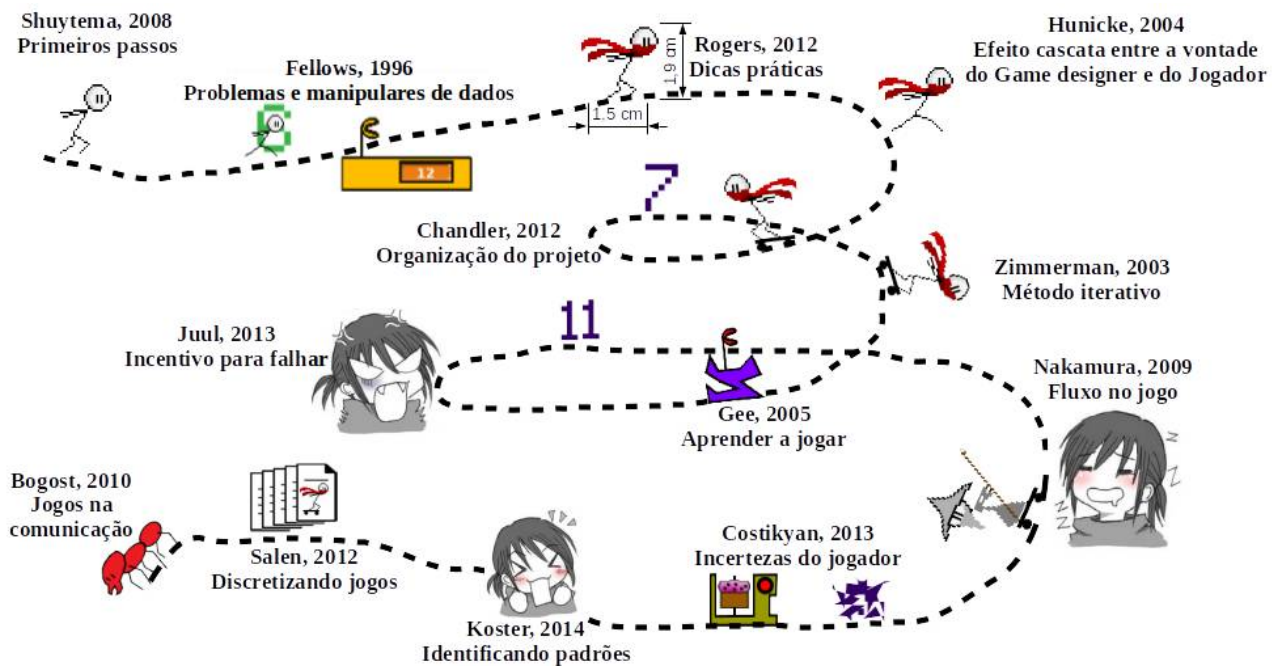 Shuytema, 2008
Primeiros passos
Fellows, 1996
Problemas e manipulares de dados
12
1,9 cm
1,5 cm
Rogers, 2012
Dicas práticas
Hunicke, 2004
Efeito cascata entre a vontade
do Game designer e do Jogador
7
Chandler, 2012
Organização do projeto
Zimmerman, 2003
Método iterativo
11
Juul, 2013
Incentivo para falhar
Gee, 2005
Aprender a jogar
Nakamura, 2009
Fluxo no jogo
Bogost, 2010
Jogos na
comunicação
Salen, 2012
Discretizando jogos
Koster, 2014
Identificando padrões
Costikyan, 2013
Incertezas do jogador